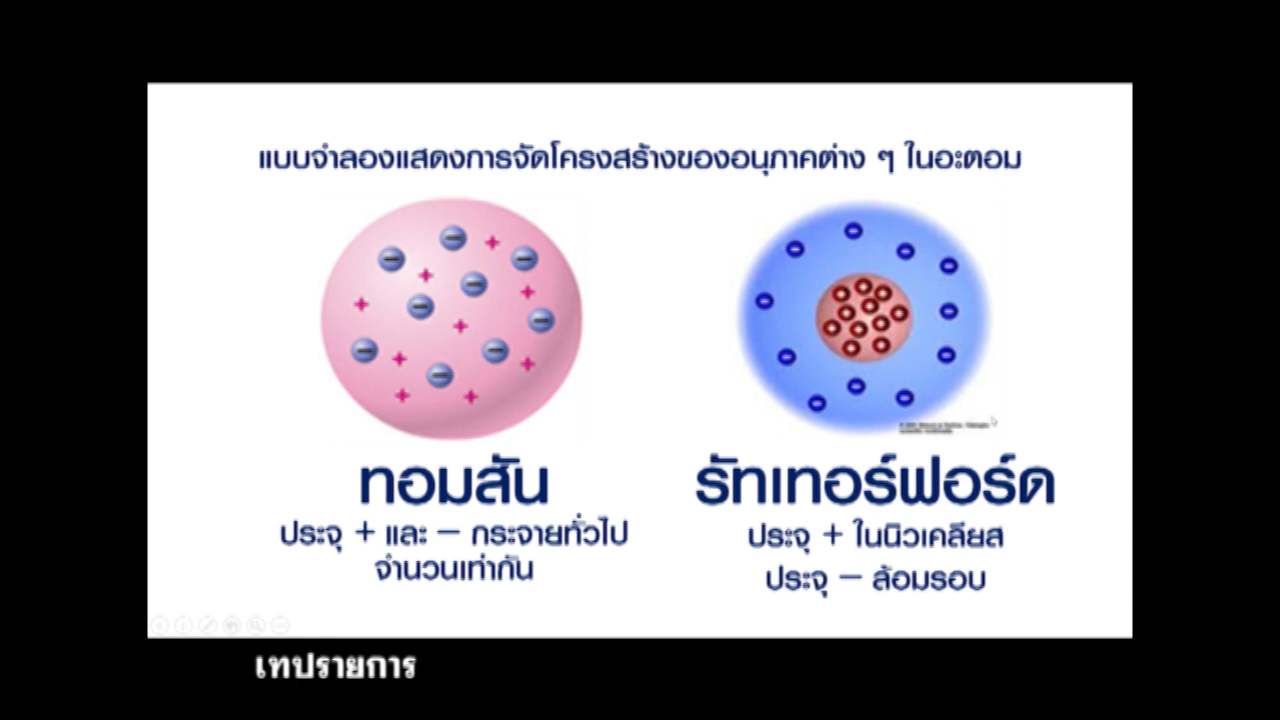 แบบจำลองแสดงการจัดโครงสร้างของอนุภาคต่าง ๆ ในอะตอม
ทอมสัน
ประจุ + และ − กระจายทั่วไป
จำนวนเท่ากัน
รัทเทอร์ฟอร์ด
ประจุ + ในนิวเคลียส
ประจุ − ล้อมรอบ
เทปรายการ